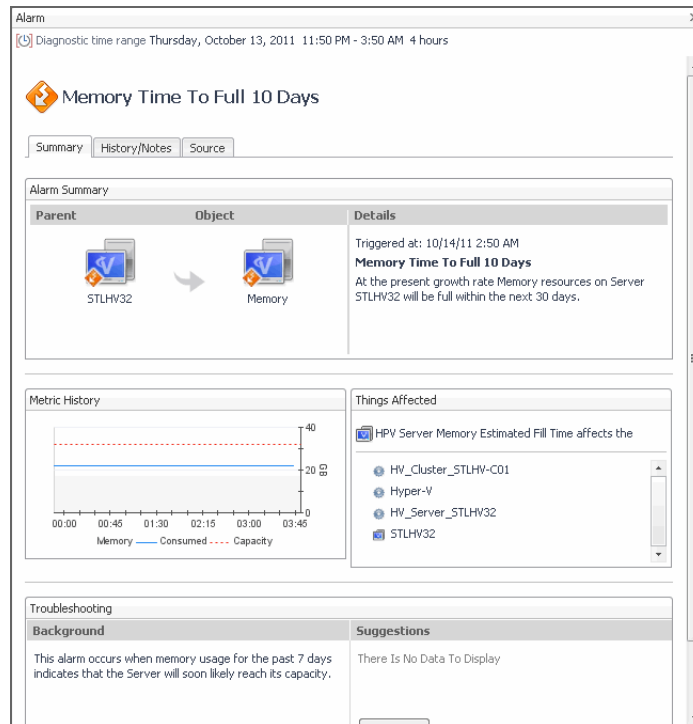 Alarm
Diagnostic time range Thursday, October 13, 2011 11:50 PM - 3:50 AM 4 hours
Memory Time To Full 10 Days
Summary
History/Notes
Source
Alarm Summary
Parent
Object
Details
STLHV32
Memory
Triggered at: 10/14/11 2:50 AM
Memory Time To Full 10 Days
At the present growth rate Memory resources on Server
STLHV32 will be full within the next 30 days.
Metric History
40
20
0
GB
00:00 00:45 01:30 02:15 03:00 03:45
Memory Consumed Capacity
Things Affected
HPV Server Memory Estimated Fill Time affects the
HV_Cluster_STLHV-C01
Hyper-V
HV_Server_STLHV32
STLHV32
Troubleshooting
Background
This alarm occurs when memory usage for the past 7 days
indicates that the Server will soon likely reach its capacity.
Suggestions
There Is No Data To Display